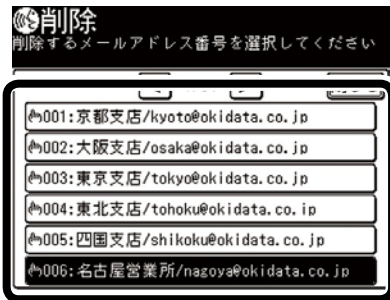 削除
削除するメールアドレス番号を選択してください
001:京都支店/kyoto@okidata.co.jp
002:大阪支店/osaka@okidata.co.jp
003:東京支店/tokyo@okidata.co.jp
004:東北支店/tohoku@okidata.co.jp
005:四国支店/shikoku@okidata.co.jp
006:名古屋営業所/nagoya@okidata.co.jp